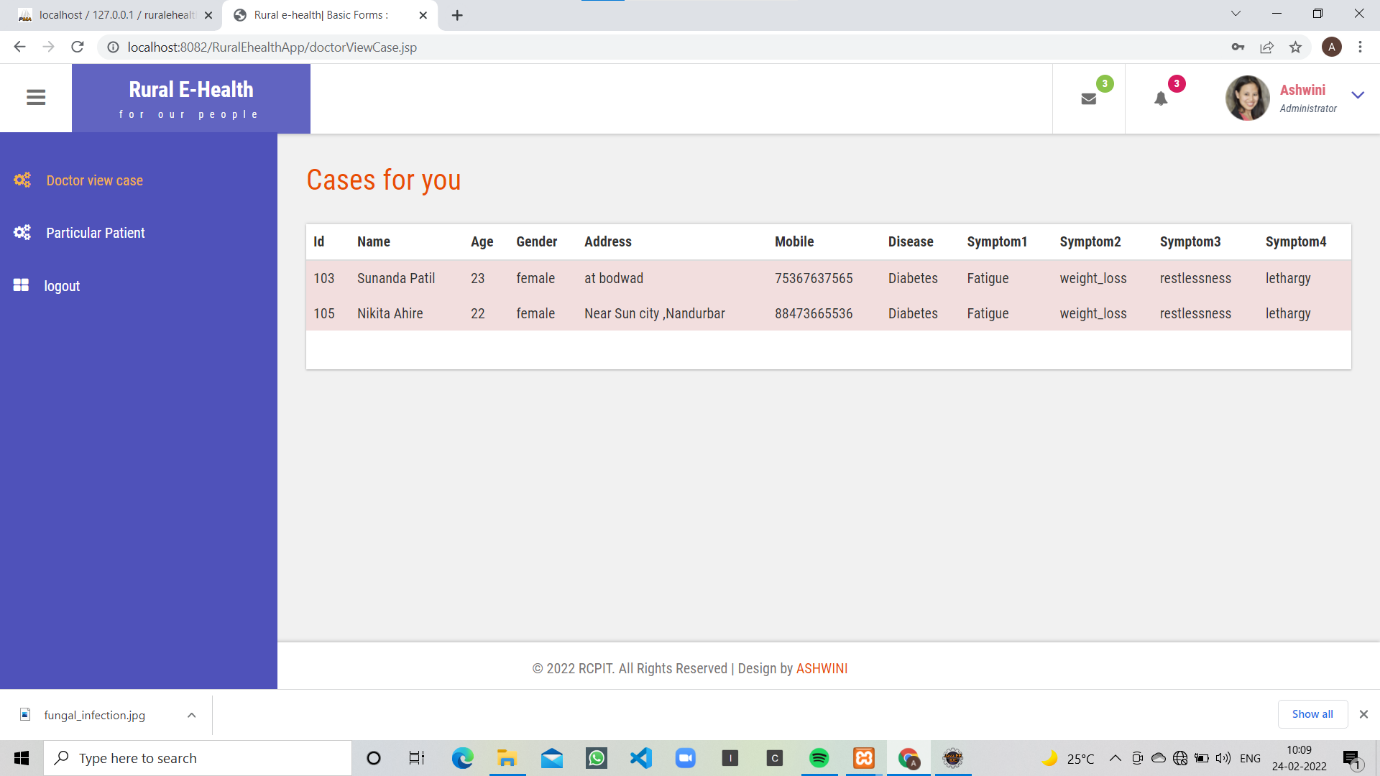 localhost / 127.0.0.1 / ruralehealt
Rural e-health| Basic Forms :
localhost:8082/RuralEhealthApp/doctorViewCase.jsp
A
Rural E-Health
for our people
3
3
Ashwini
Administrator
Doctor view case
Particular Patient
logout
Cases for you
Id Name Age Gender Address Mobile Disease Symptom1 Symptom2 Symptom3 Symptom4
103 Sunanda Patil 23 female at bodwad 75367637565 Diabetes Fatigue weight_loss restlessness lethargy
105 Nikita Ahire 22 female Near Sun city ,Nandurbar 88473665536 Diabetes Fatigue weight_loss restlessness lethargy
© 2022 RCPIT. All Rights Reserved | Design by ASHWINI
fungal_infection.jpg
Show all
Type here to search
I
C
A
25°C
ENG
10:09
24-02-2022
1